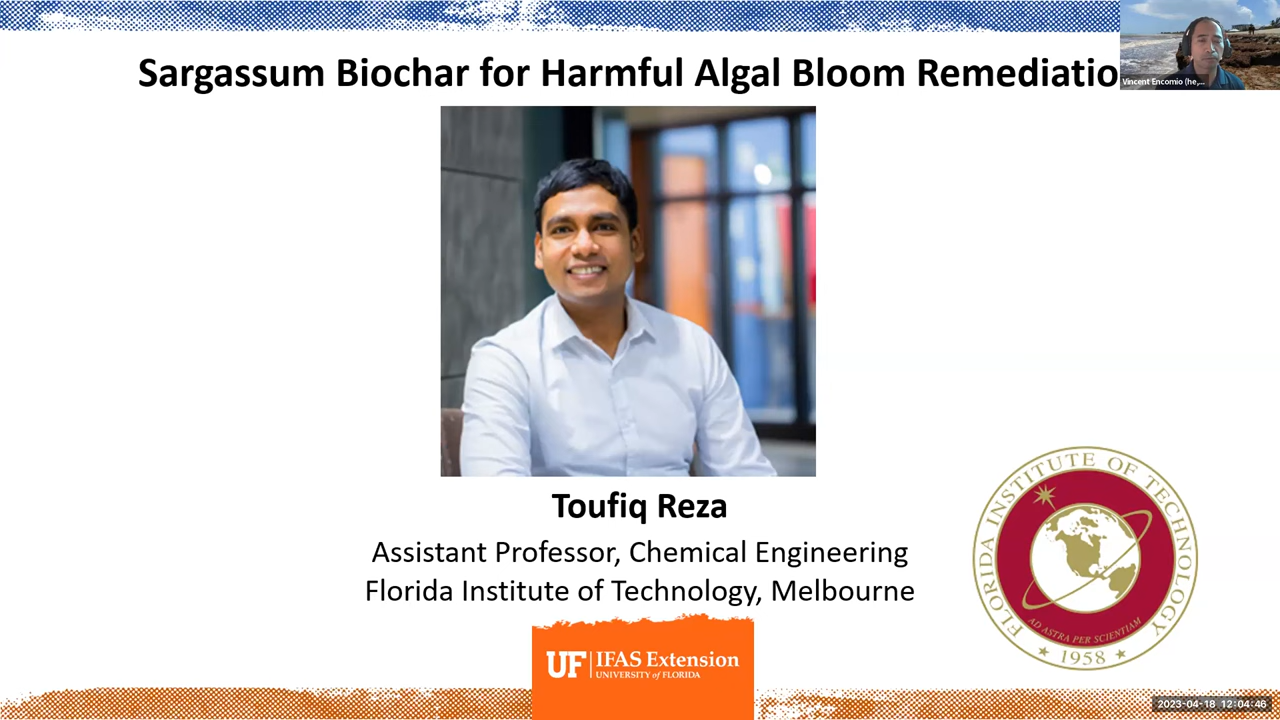 Sargassum Biochar for Harmful Algal Bloom Remediatio
Vincent Encomio (he,...
Toufiq Reza
Assistant Professor, Chemical Engineering
Florida Institute of Technology, Melbourne
FLORIDA INSTITUTE OF TECHNOLOGY
AD ASTRA PER SCIENTIAM
1958
UF IFAS Extension
UNIVERSITY of FLORIDA
2023-04-18 12:04:46